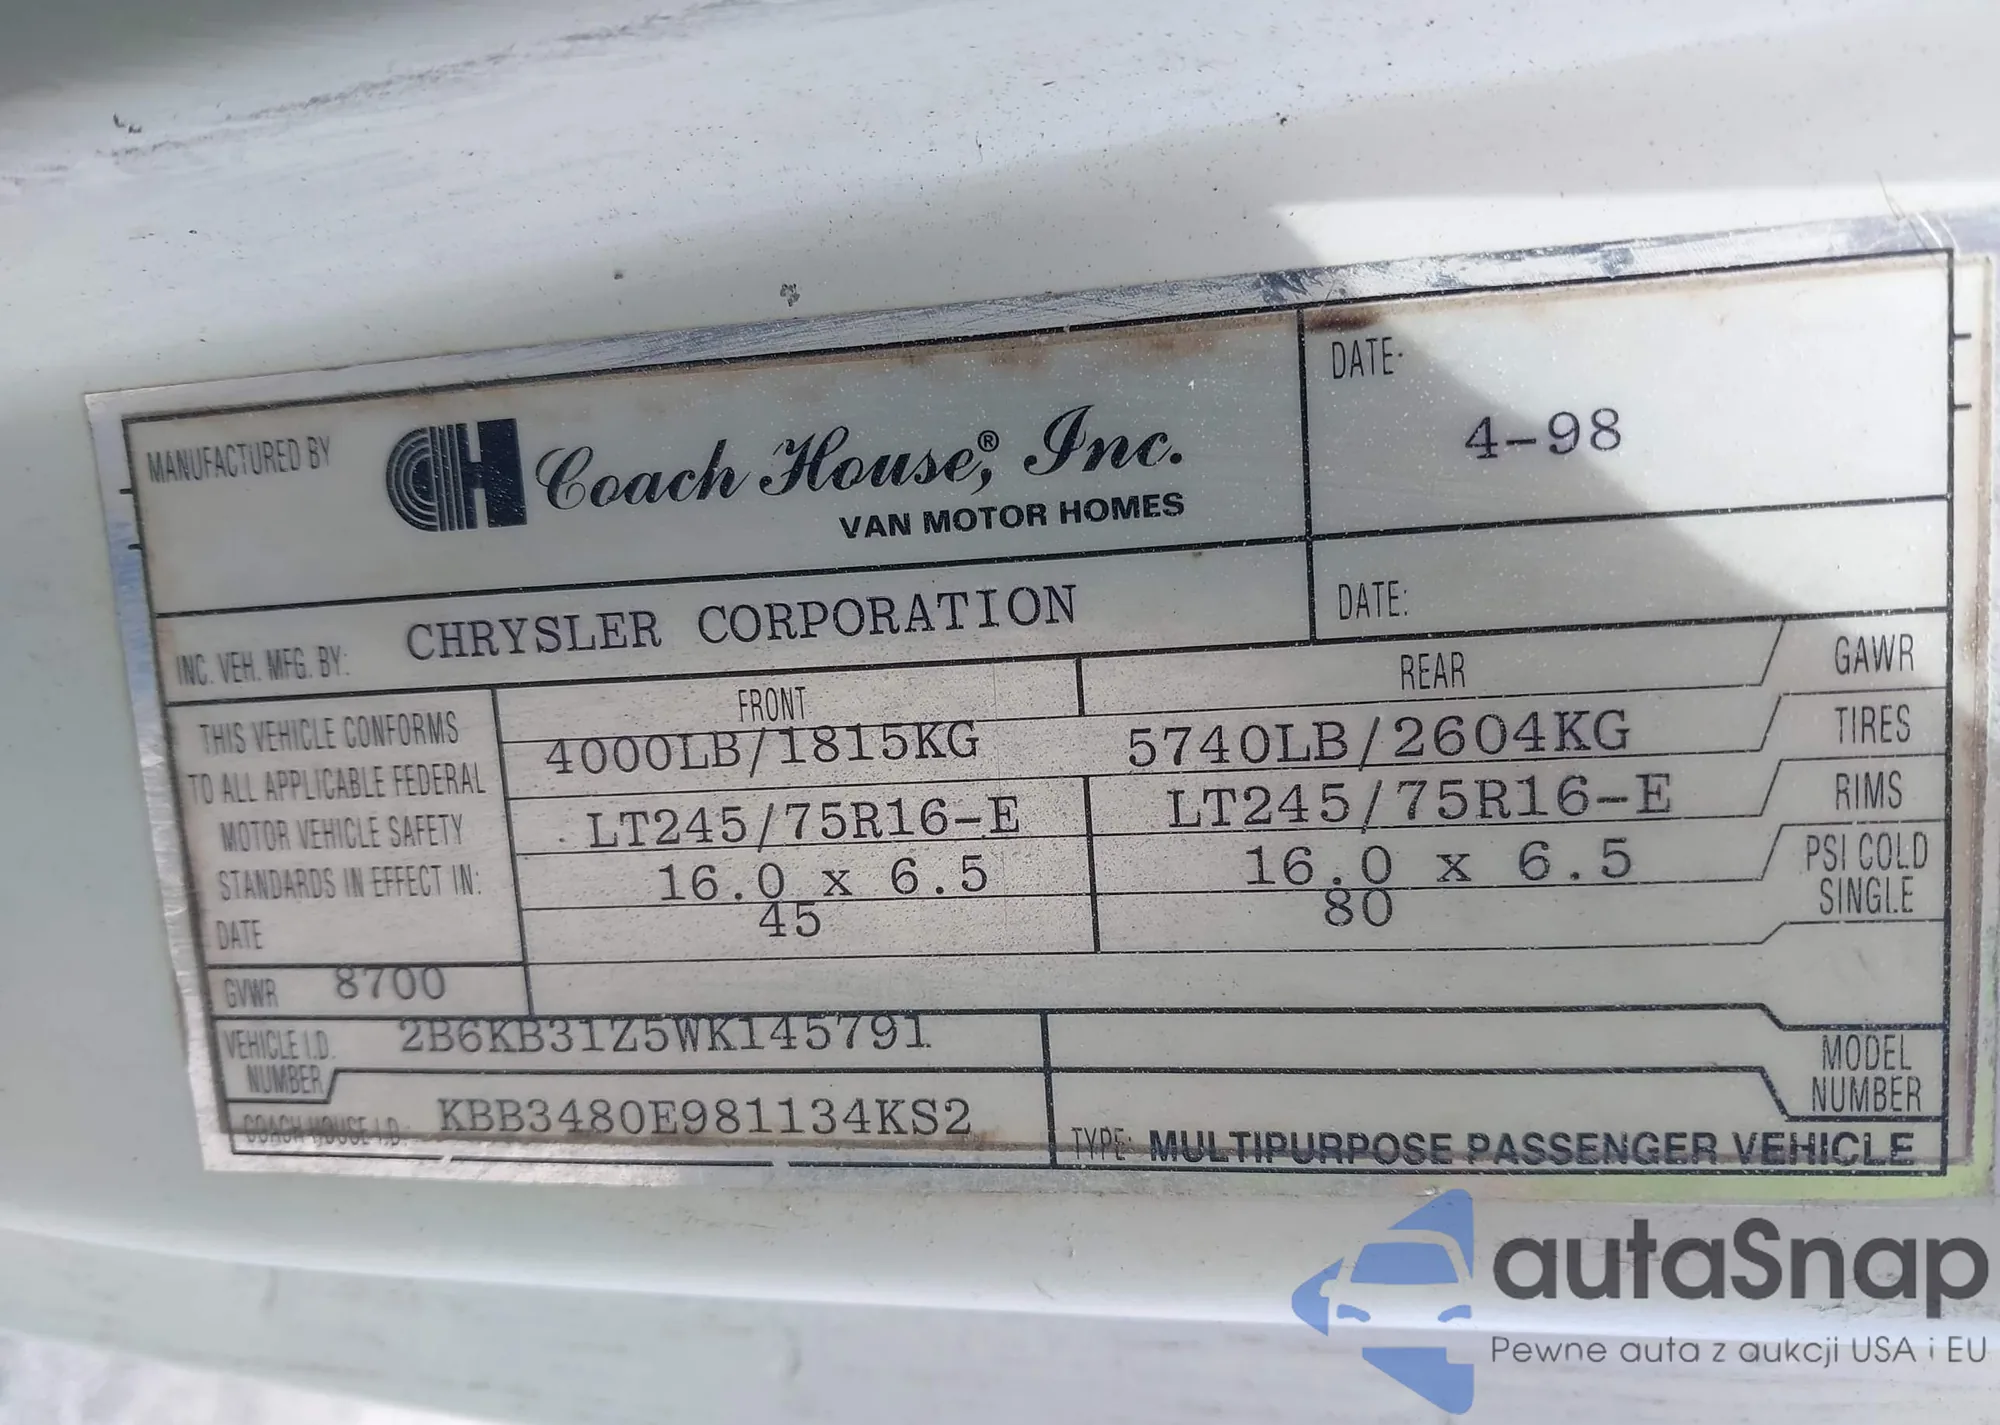 MANUFACTURED BY
CH Coach House®, Inc.
VAN MOTOR HOMES
DATE:
4-98
INC. VEH. MFG. BY: CHRYSLER CORPORATION
DATE:
THIS VEHICLE CONFORMS
TO ALL APPLICABLE FEDERAL
MOTOR VEHICLE SAFETY
STANDARDS IN EFFECT IN:
DATE
FRONT
REAR
GAWR
4000LB/1815KG
5740LB/2604KG
TIRES
LT245/75R16-E
LT245/75R16-E
RIMS
16.0 x 6.5
16.0 x 6.5
PSI COLD
SINGLE
45
80
GVWR 8700
VEHICLE I.D.
NUMBER
2B6KB31Z5WK145791
MODEL
NUMBER
COACH HOUSE I.D.: KBB3480E981134KS2
TYPE: MULTIPURPOSE PASSENGER VEHICLE
autaSnap
Pewne auta z aukcji USA i EU